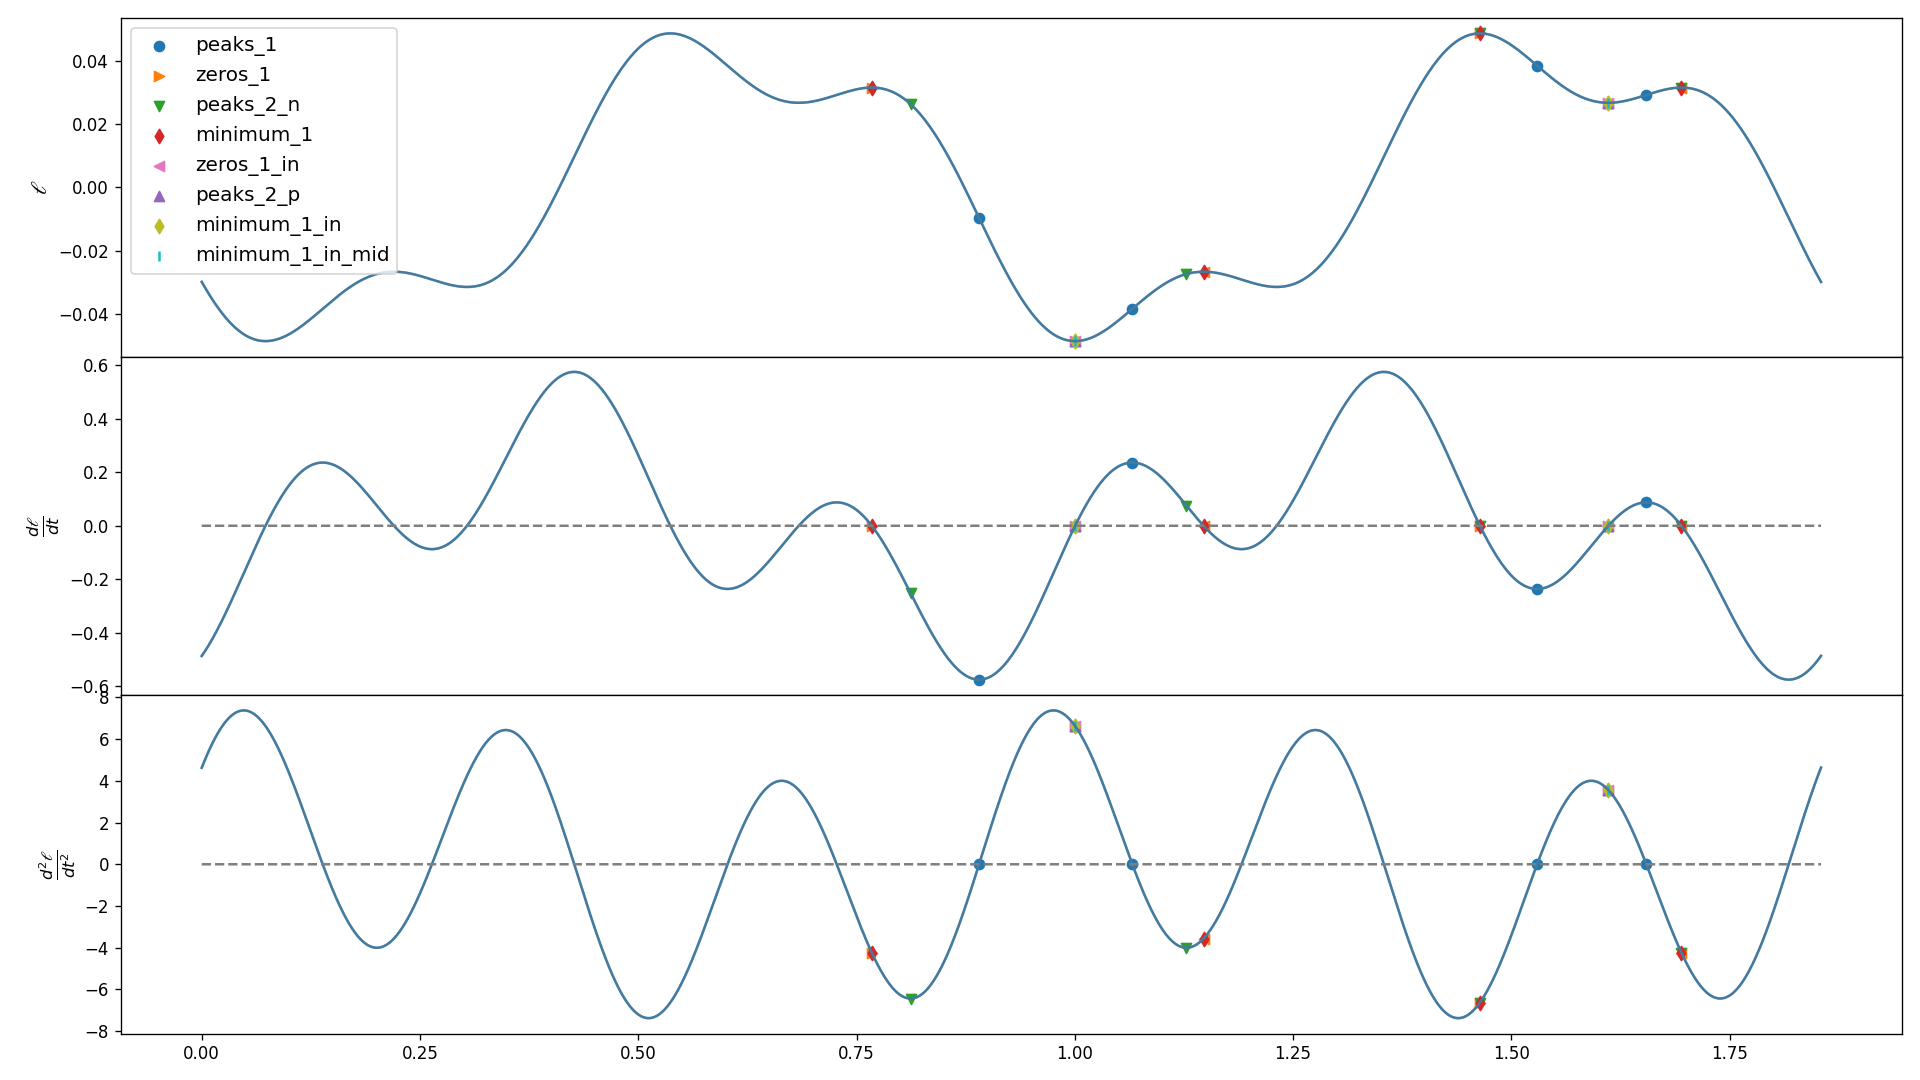 peaks_1
zeros_1
peaks_2_n
minimum_1
zeros_1_in
peaks_2_p
minimum_1_in
minimum_1_in_mid
0.04
0.02
0.00
−0.02
−0.04
ℓ
0.6
0.4
0.2
0.0
−0.2
−0.4
−0.6
dℓ
dt
8
6
4
2
0
−2
−4
−6
−8
d²ℓ
dt²
0.00 0.25 0.50 0.75 1.00 1.25 1.50 1.75